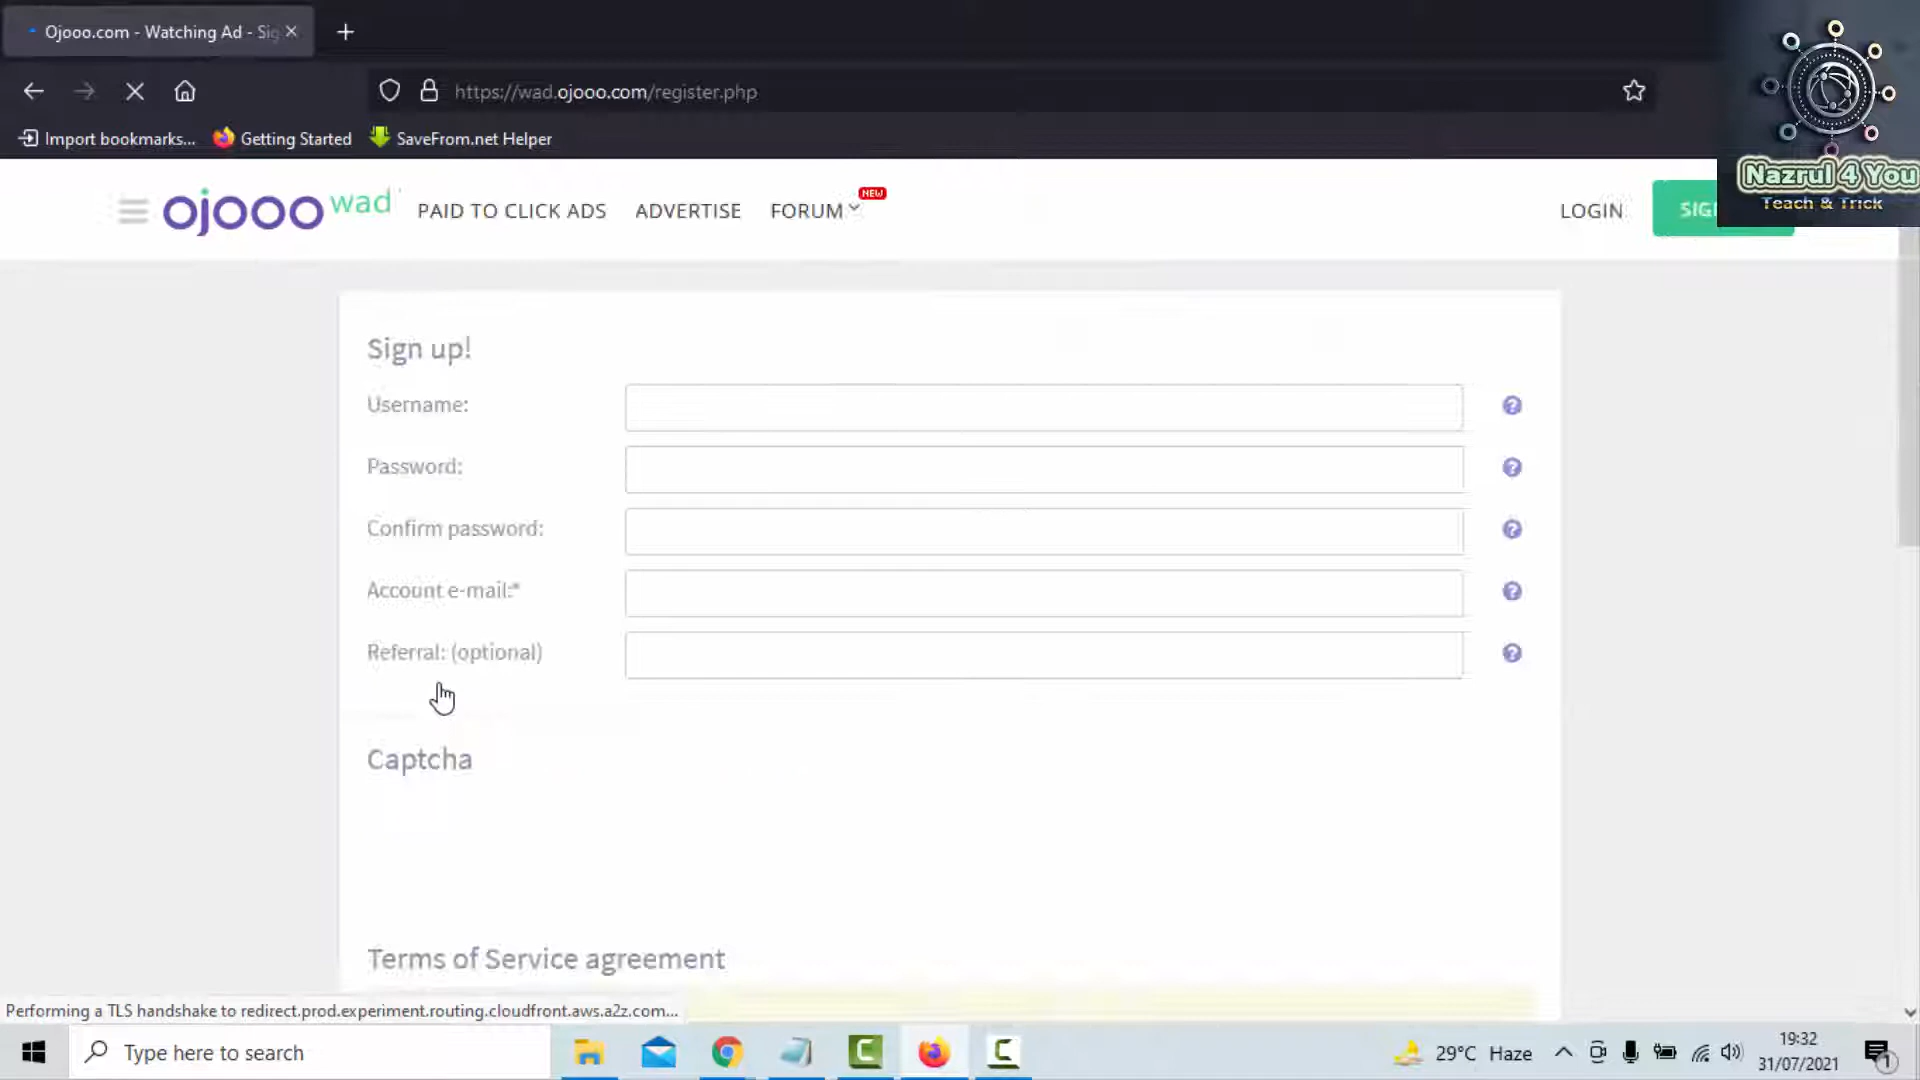 Ojooo.com - Watching Ad - Sig
https://wad.ojooo.com/register.php
Import bookmarks... Getting Started SaveFrom.net Helper
Nazrul 4 You
Teach & Trick
ojooo wad PAID TO CLICK ADS ADVERTISE FORUM NEW LOGIN SIG
Sign up!
Username:
Password:
Confirm password:
Account e-mail:*
Referral: (optional)
Captcha
Terms of Service agreement
Performing a TLS handshake to redirect.prod.experiment.routing.cloudfront.aws.a2z.com...
Type here to search
29°C Haze
19:32
31/07/2021
1